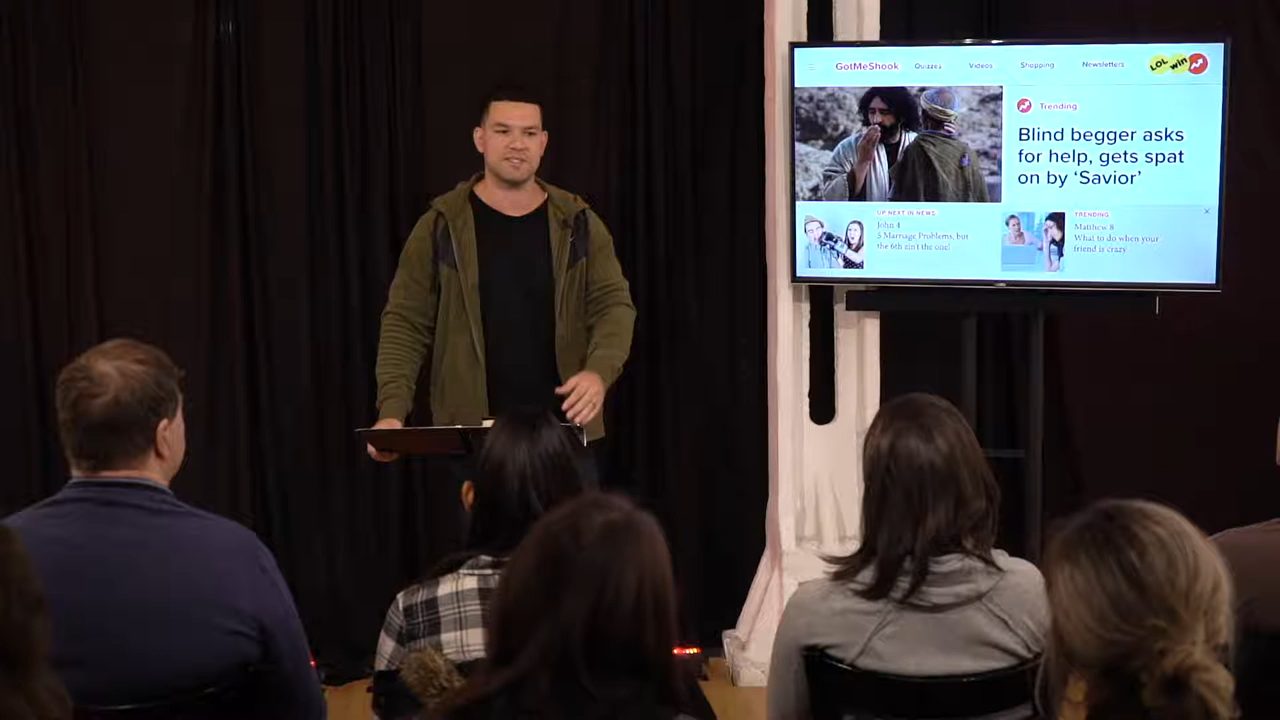 GotMeShook Quizzes Videos Shopping Newsletters LOL win
Trending
Blind begger asks
for help, gets spat
on by ‘Savior’
UP NEXT IN NEWS
John 4
5 Marriage Problems, but
the 6th ain't the one!
TRENDING
Matthew 8
What to do when your
friend is crazy